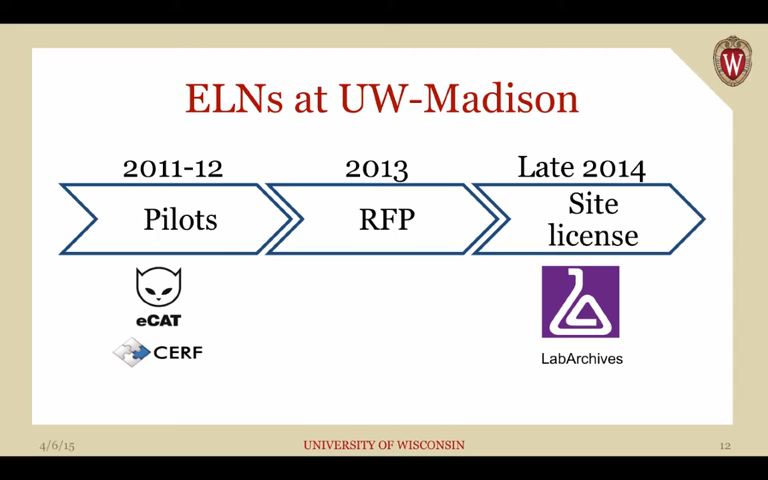 W
ELNs at UW-Madison
2011-12
2013
Late 2014
Pilots
RFP
Site
license
eCAT
CERF
LabArchives
4/6/15
UNIVERSITY OF WISCONSIN
12